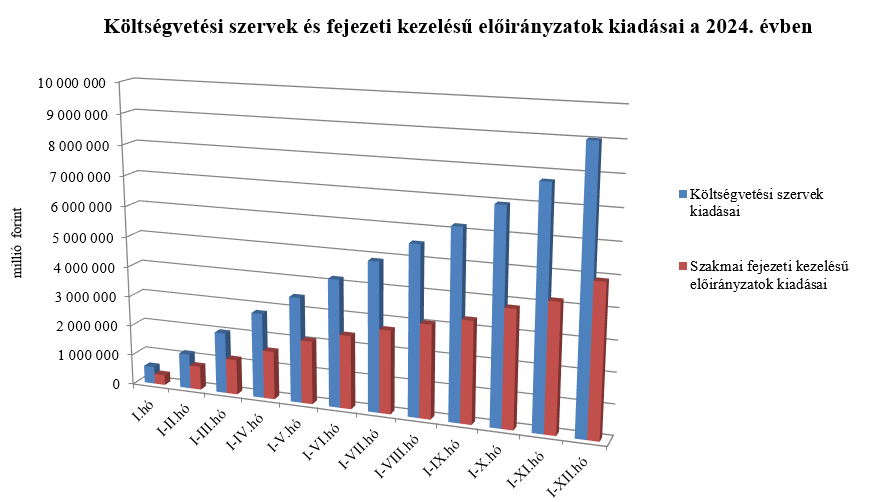 Költségvetési szervek és fejezeti kezelésű előirányzatok kiadásai a 2024. évben
10 000 000
9 000 000
8 000 000
7 000 000
6 000 000
5 000 000
4 000 000
3 000 000
2 000 000
1 000 000
0
millió forint
I.hó
I-II.hó
I-III.hó
I-IV.hó
I-V.hó
I-VI.hó
I-VII.hó
I-VIII.hó
I-IX.hó
I-X.hó
I-XI.hó
I-XII.hó
Költségvetési szervek
kiadásai
Szakmai fejezeti kezelésű
előirányzatok kiadásai